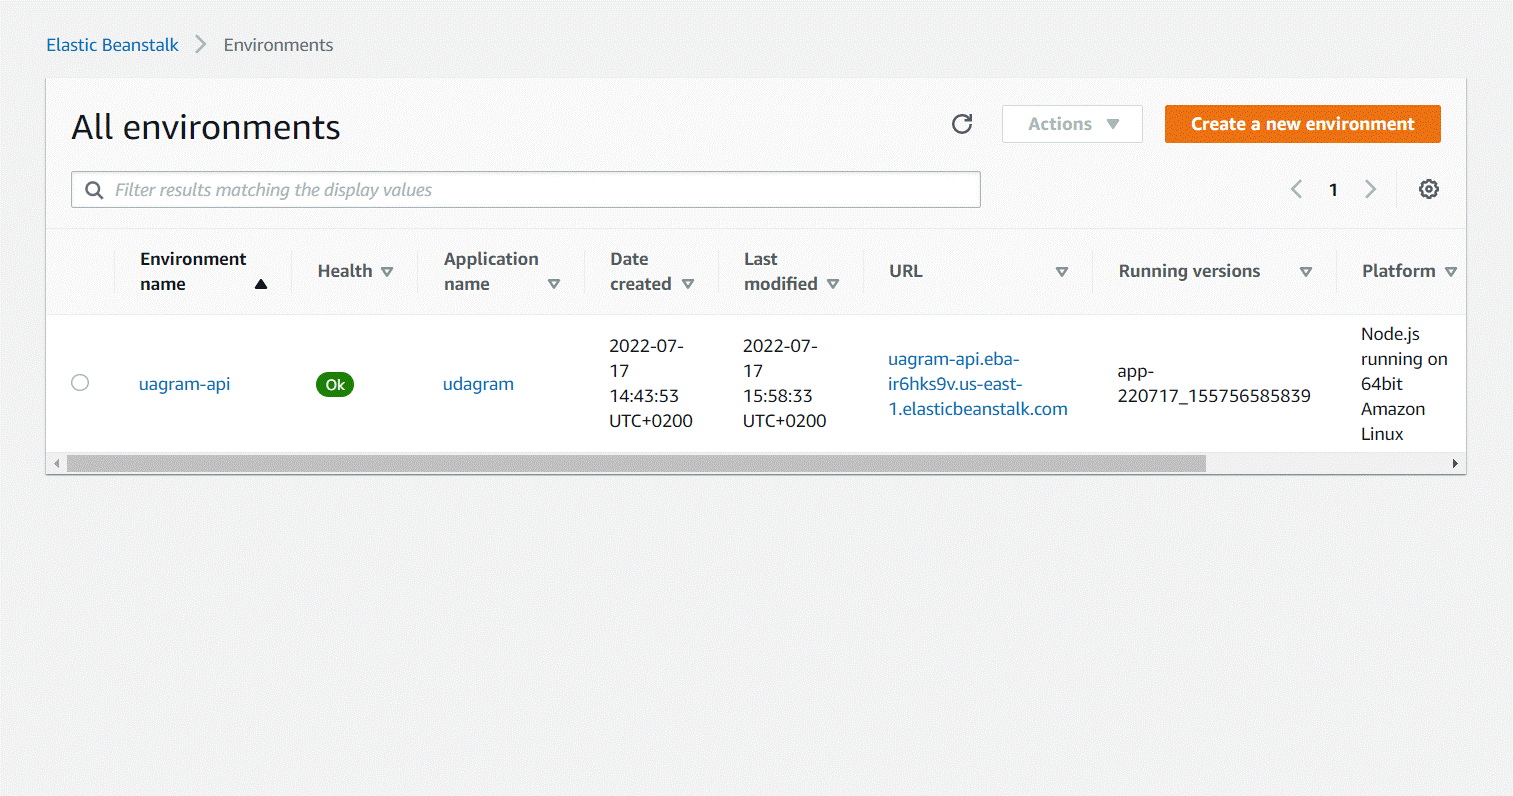 Elastic Beanstalk > Environments
All environments
Actions
Create a new environment
Filter results matching the display values
1
Environment
name
Health
Application
name
Date
created
Last
modified
URL
Running versions
Platform
uagram-api
Ok
udagram
2022-07-
17
14:43:53
UTC+0200
2022-07-
17
15:58:33
UTC+0200
uagram-api.eba-
ir6hks9v.us-east-
1.elasticbeanstalk.com
app-
220717_155756585839
Node.js
running on
64bit
Amazon
Linux